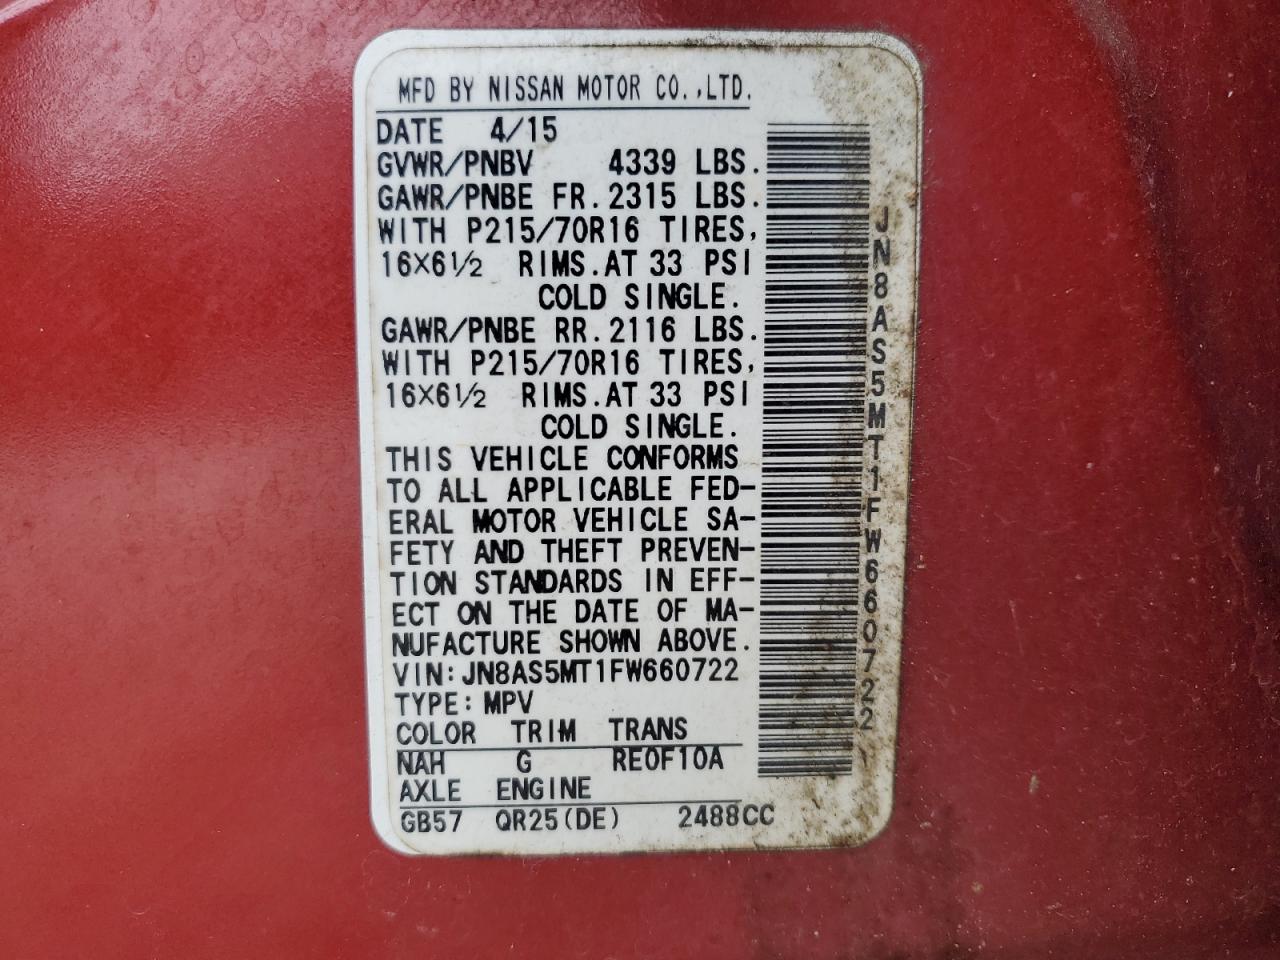 MFD BY NISSAN MOTOR CO.,LTD.
DATE 4/15
GVWR/PNBV 4339 LBS.
GAWR/PNBE FR.2315 LBS.
WITH P215/70R16 TIRES,
16×6½ RIMS.AT 33 PSI
COLD SINGLE.
GAWR/PNBE RR.2116 LBS.
WITH P215/70R16 TIRES,
16×6½ RIMS.AT 33 PSI
COLD SINGLE.
THIS VEHICLE CONFORMS
TO ALL APPLICABLE FED-
ERAL MOTOR VEHICLE SA-
FETY AND THEFT PREVEN-
TION STANDARDS IN EFF-
ECT ON THE DATE OF MA-
NUFACTURE SHOWN ABOVE.
VIN:JN8AS5MT1FW660722
TYPE:MPV
COLOR TRIM TRANS
NAH G RE0F10A
AXLE ENGINE
GB57 QR25(DE) 2488CC
JN8AS5MT1FW660722